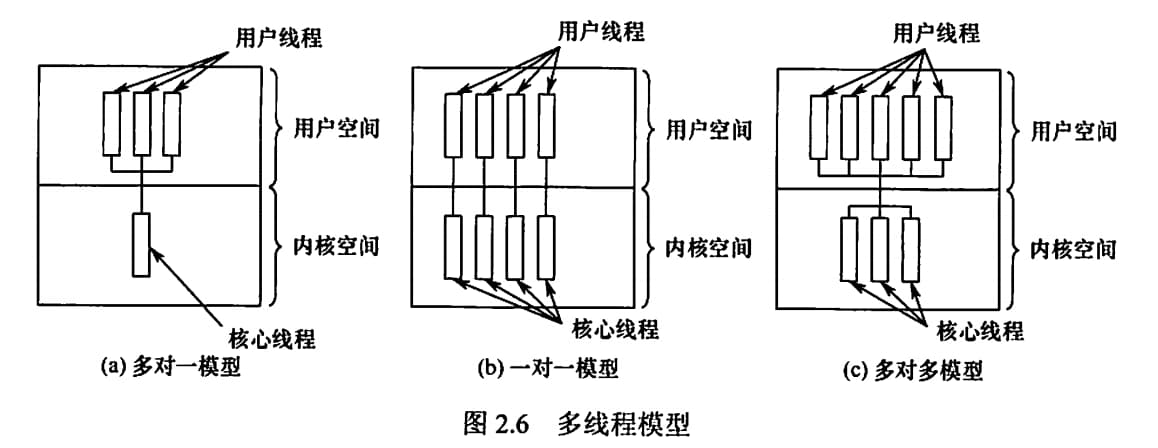 用户线程
用户空间
内核空间
核心线程
(a) 多对一模型
用户线程
用户空间
内核空间
核心线程
(b) 一对一模型
用户线程
用户空间
内核空间
核心线程
(c) 多对多模型
图 2.6 多线程模型